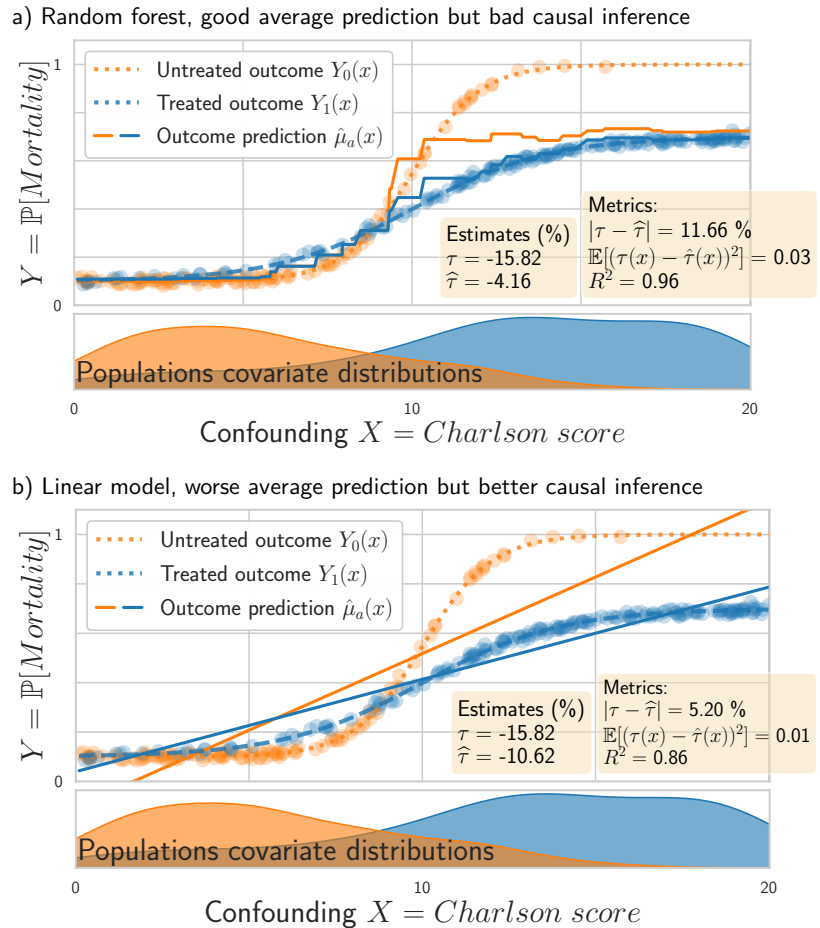 a) Random forest, good average prediction but bad causal inference
Y = ℙ[Mortality]
1
0
Untreated outcome Y₀(x)
Treated outcome Y₁(x)
Outcome prediction μ̂ₐ(x)
Estimates (%)
τ = -15.82
τ̂ = -4.16
Metrics:
|τ − τ̂| = 11.66 %
𝔼[(τ(x) − τ̂(x))²] = 0.03
R² = 0.96
Populations covariate distributions
0 10 20
Confounding X = Charlson score
b) Linear model, worse average prediction but better causal inference
Y = ℙ[Mortality]
1
0
Untreated outcome Y₀(x)
Treated outcome Y₁(x)
Outcome prediction μ̂ₐ(x)
Estimates (%)
τ = -15.82
τ̂ = -10.62
Metrics:
|τ − τ̂| = 5.20 %
𝔼[(τ(x) − τ̂(x))²] = 0.01
R² = 0.86
Populations covariate distributions
0 10 20
Confounding X = Charlson score